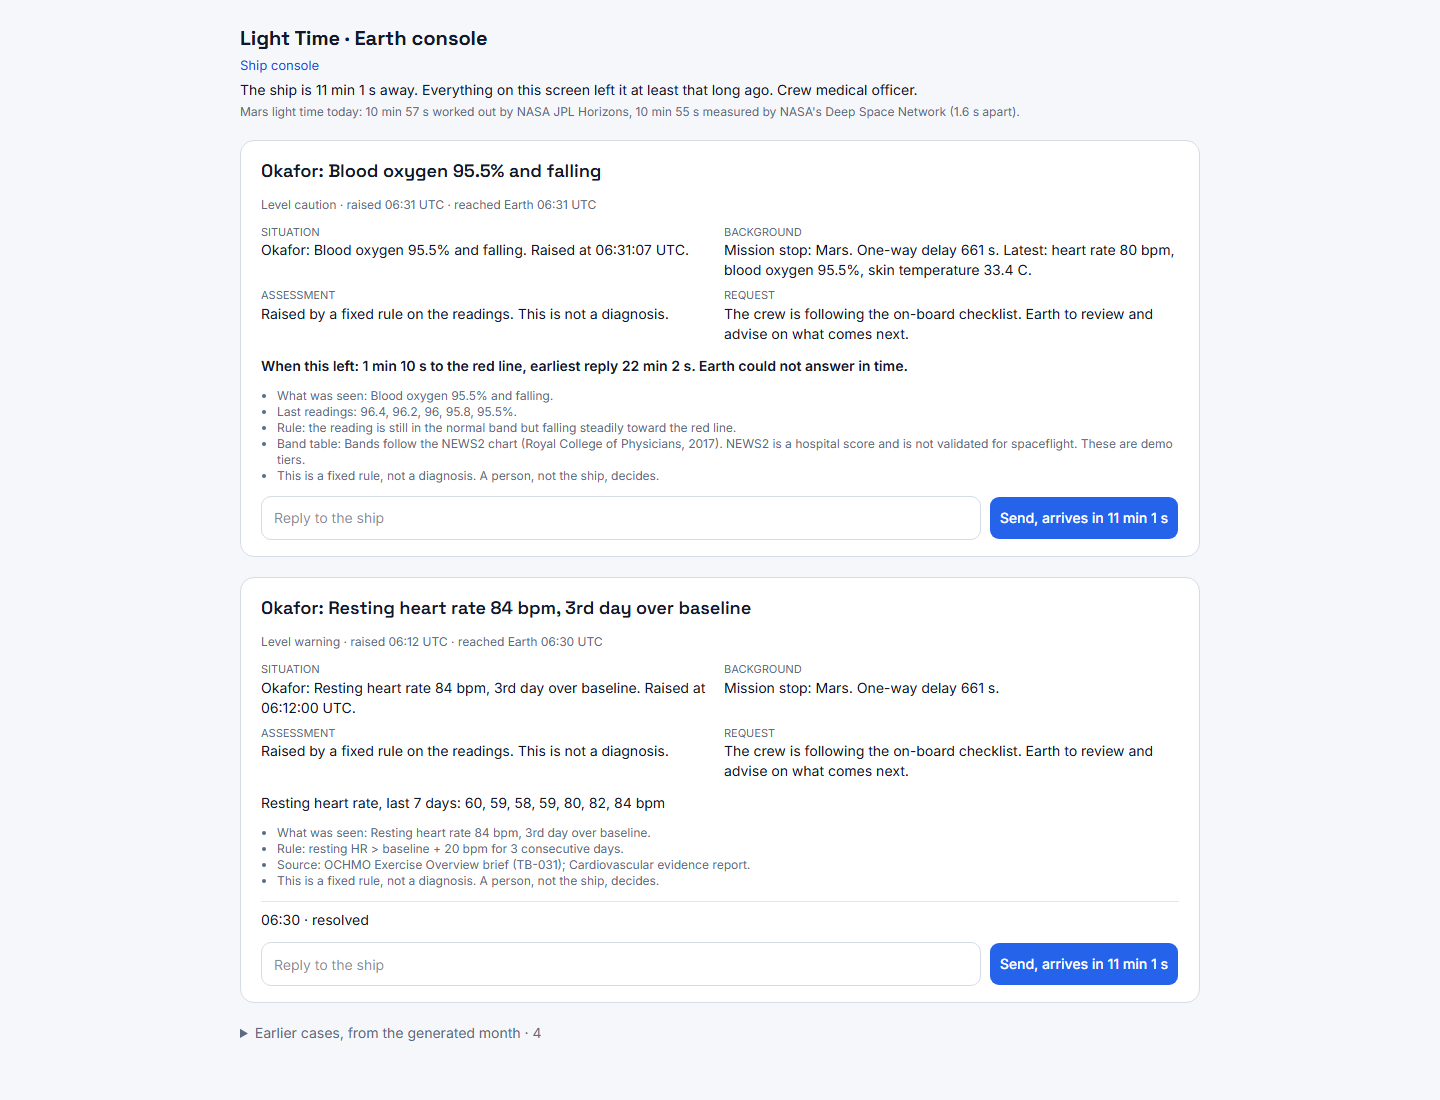 Light Time · Earth console
Ship console
The ship is 11 min 1 s away. Everything on this screen left it at least that long ago. Crew medical officer.
Mars light time today: 10 min 57 s worked out by NASA JPL Horizons, 10 min 55 s measured by NASA's Deep Space Network (1.6 s apart).
Okafor: Blood oxygen 95.5% and falling
Level caution · raised 06:31 UTC · reached Earth 06:31 UTC
SITUATION
Okafor: Blood oxygen 95.5% and falling. Raised at 06:31:07 UTC.
BACKGROUND
Mission stop: Mars. One-way delay 661 s. Latest: heart rate 80 bpm,
blood oxygen 95.5%, skin temperature 33.4 C.
ASSESSMENT
Raised by a fixed rule on the readings. This is not a diagnosis.
REQUEST
The crew is following the on-board checklist. Earth to review and
advise on what comes next.
When this left: 1 min 10 s to the red line, earliest reply 22 min 2 s. Earth could not answer in time.
• What was seen: Blood oxygen 95.5% and falling.
• Last readings: 96.4, 96.2, 96, 95.8, 95.5%.
• Rule: the reading is still in the normal band but falling steadily toward the red line.
• Band table: Bands follow the NEWS2 chart (Royal College of Physicians, 2017). NEWS2 is a hospital score and is not validated for spaceflight. These are demo
tiers.
• This is a fixed rule, not a diagnosis. A person, not the ship, decides.
Reply to the ship
Send, arrives in 11 min 1 s
Okafor: Resting heart rate 84 bpm, 3rd day over baseline
Level warning · raised 06:12 UTC · reached Earth 06:30 UTC
SITUATION
Okafor: Resting heart rate 84 bpm, 3rd day over baseline. Raised at
06:12:00 UTC.
BACKGROUND
Mission stop: Mars. One-way delay 661 s.
ASSESSMENT
Raised by a fixed rule on the readings. This is not a diagnosis.
REQUEST
The crew is following the on-board checklist. Earth to review and
advise on what comes next.
Resting heart rate, last 7 days: 60, 59, 58, 59, 80, 82, 84 bpm
• What was seen: Resting heart rate 84 bpm, 3rd day over baseline.
• Rule: resting HR > baseline + 20 bpm for 3 consecutive days.
• Source: OCHMO Exercise Overview brief (TB-031); Cardiovascular evidence report.
• This is a fixed rule, not a diagnosis. A person, not the ship, decides.
06:30 · resolved
Reply to the ship
Send, arrives in 11 min 1 s
▶ Earlier cases, from the generated month · 4